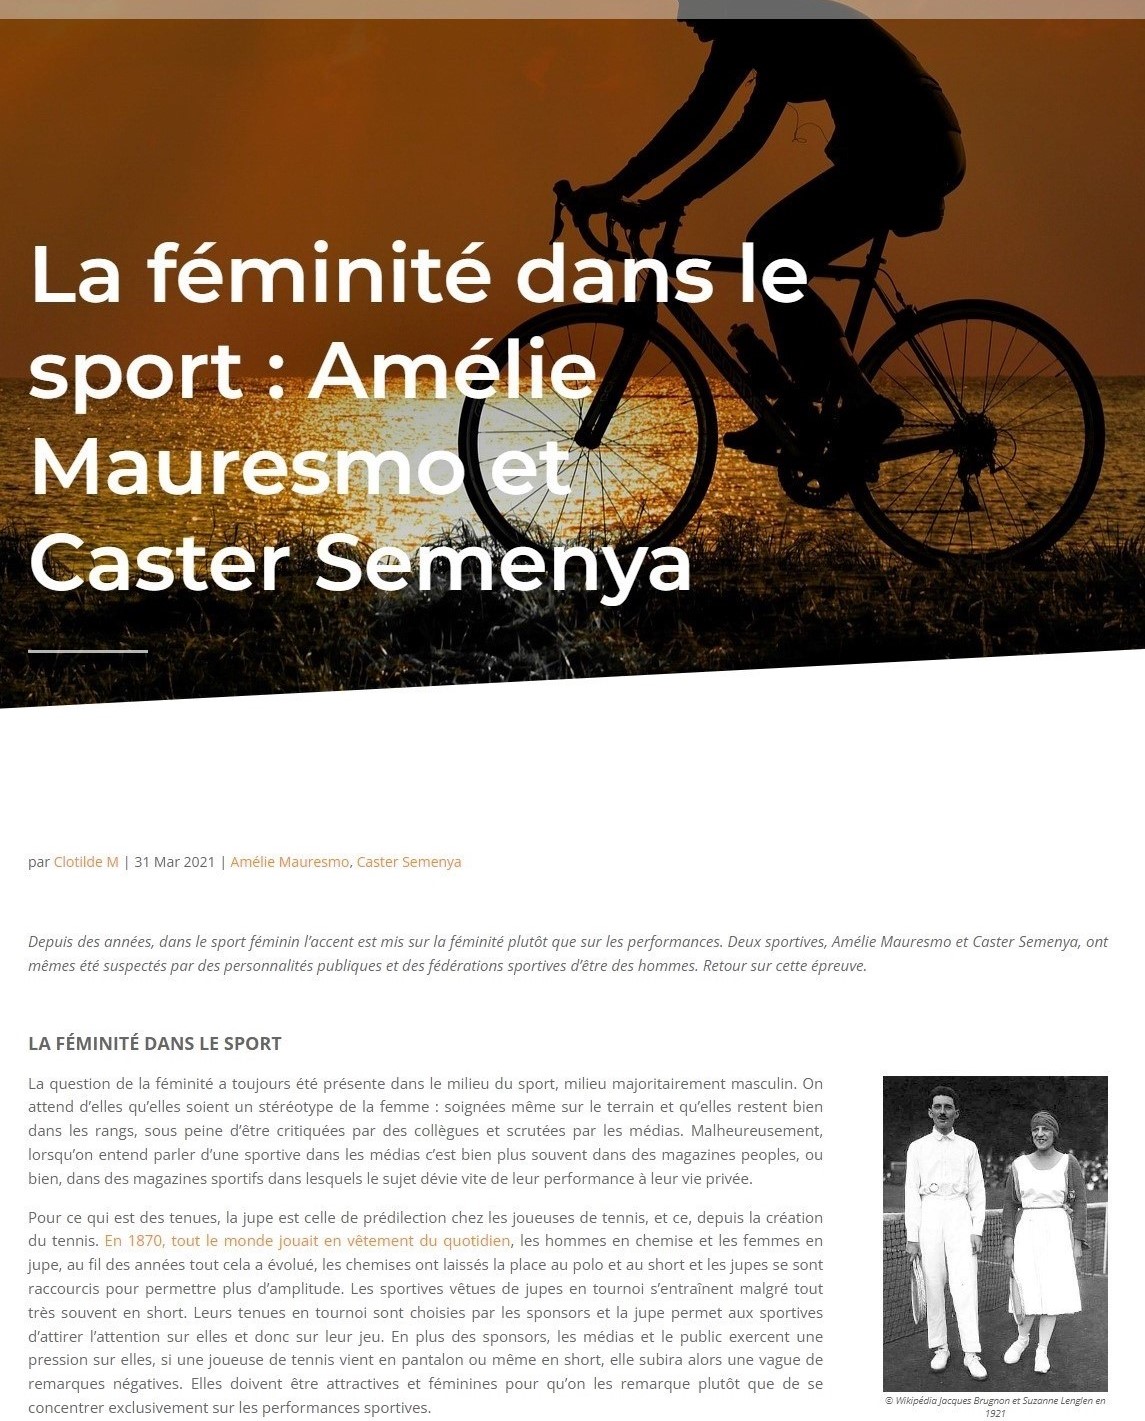 La féminité dans le
sport : Amélie
Mauresmo et
Caster Semenya
par Clotilde M | 31 Mar 2021 | Amélie Mauresmo, Caster Semenya
Depuis des années, dans le sport féminin l’accent est mis sur la féminité plutôt que sur les performances. Deux sportives, Amélie Mauresmo et Caster Semenya, ont
mêmes été suspectés par des personnalités publiques et des fédérations sportives d’être des hommes. Retour sur cette épreuve.
LA FÉMINITÉ DANS LE SPORT
La question de la féminité a toujours été présente dans le milieu du sport, milieu majoritairement masculin. On
attend d’elles qu’elles soient un stéréotype de la femme : soignées même sur le terrain et qu’elles restent bien
dans les rangs, sous peine d’être critiquées par des collègues et scrutées par les médias. Malheureusement,
lorsqu’on entend parler d’une sportive dans les médias c’est bien plus souvent dans des magazines peoples, ou
bien, dans des magazines sportifs dans lesquels le sujet dévie vite de leur performance à leur vie privée.
Pour ce qui est des tenues, la jupe est celle de prédilection chez les joueuses de tennis, et ce, depuis la création
du tennis. En 1870, tout le monde jouait en vêtement du quotidien, les hommes en chemise et les femmes en
jupe, au fil des années tout cela a évolué, les chemises ont laissés la place au polo et au short et les jupes se sont
raccourcis pour permettre plus d’amplitude. Les sportives vêtues de jupes en tournoi s’entraînent malgré tout
très souvent en short. Leurs tenues en tournoi sont choisies par les sponsors et la jupe permet aux sportives
d’attirer l’attention sur elles et donc sur leur jeu. En plus des sponsors, les médias et le public exercent une
pression sur elles, si une joueuse de tennis vient en pantalon ou même en short, elle subira alors une vague de
remarques négatives. Elles doivent être attractives et féminines pour qu’on les remarque plutôt que de se
concentrer exclusivement sur les performances sportives.
© Wikipédia Jacques Brugnon et Suzanne Lenglen en
1921